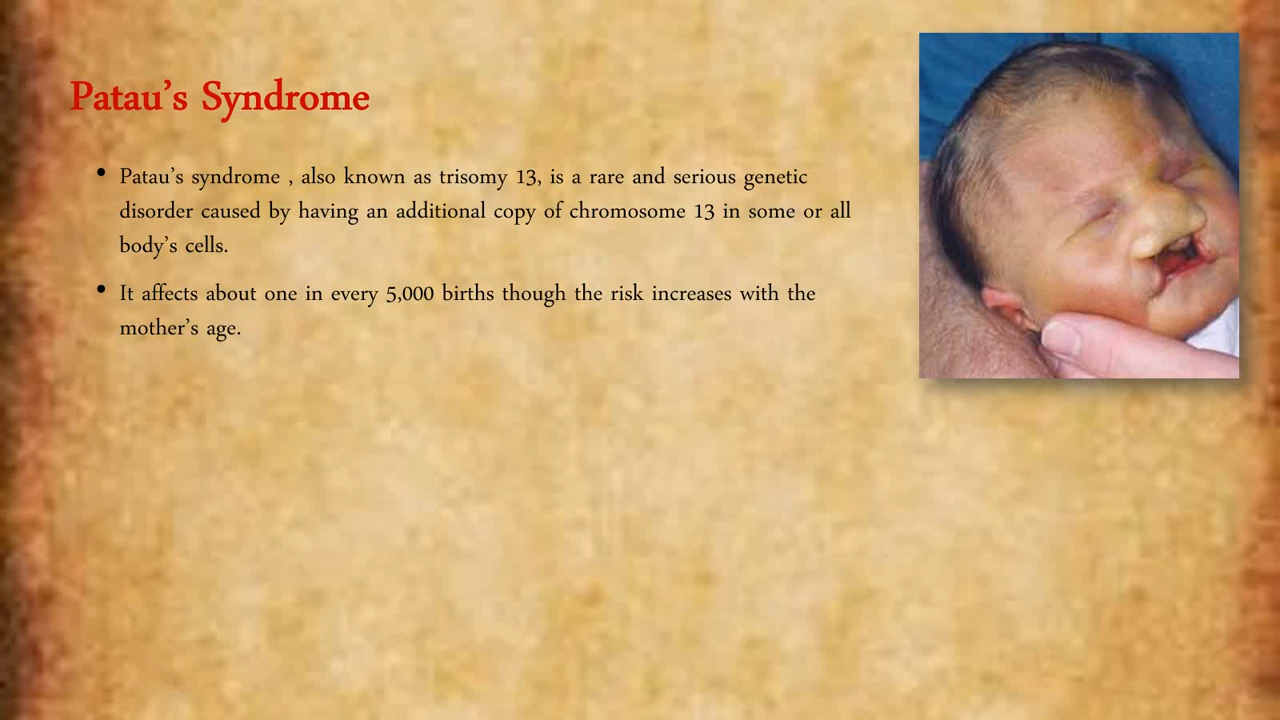 Patau’s Syndrome
• Patau’s syndrome , also known as trisomy 13, is a rare and serious genetic
disorder caused by having an additional copy of chromosome 13 in some or all
body’s cells.
• It affects about one in every 5,000 births though the risk increases with the
mother’s age.